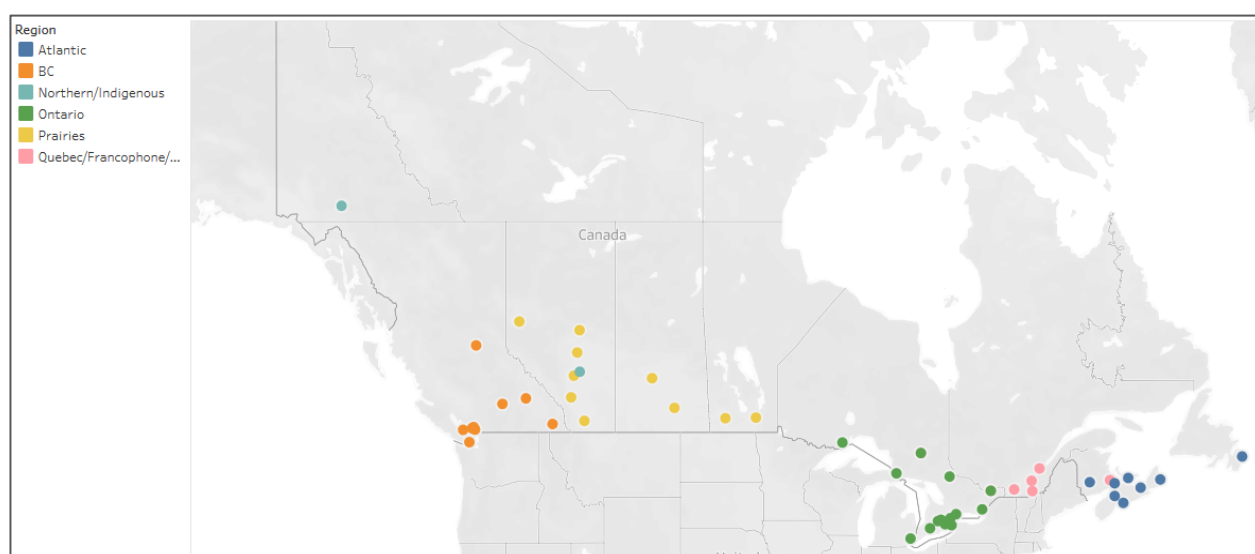 Region
Atlantic
BC
Northern/Indigenous
Ontario
Prairies
Quebec/Francophone/...
Canada